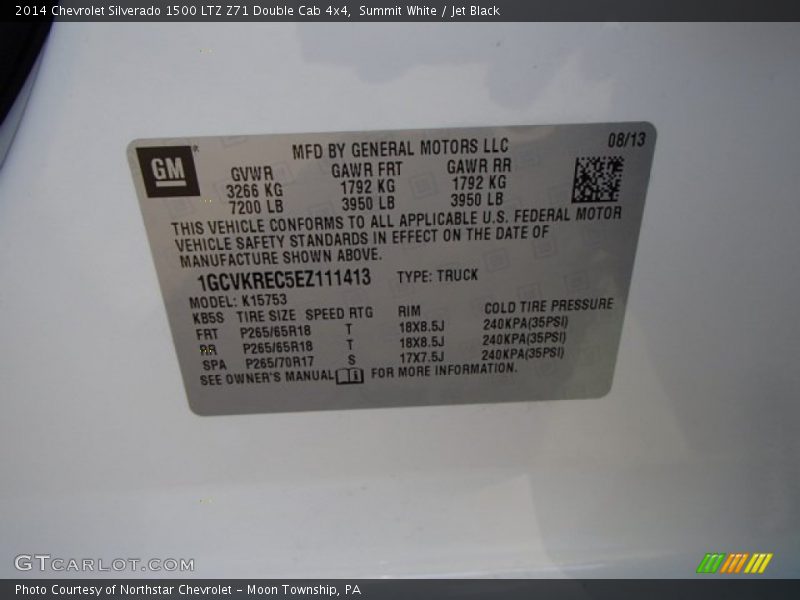 2014 Chevrolet Silverado 1500 LTZ Z71 Double Cab 4x4, Summit White / Jet Black
GM
MFD BY GENERAL MOTORS LLC 08/13
GVWR GAWR FRT GAWR RR
3266 KG 1792 KG 1792 KG
7200 LB 3950 LB 3950 LB
THIS VEHICLE CONFORMS TO ALL APPLICABLE U.S. FEDERAL MOTOR
VEHICLE SAFETY STANDARDS IN EFFECT ON THE DATE OF
MANUFACTURE SHOWN ABOVE.
1GCVKREC5EZ111413 TYPE: TRUCK
MODEL: K15753
KB5S TIRE SIZE SPEED RTG RIM COLD TIRE PRESSURE
FRT P265/65R18 T 18X8.5J 240KPA(35PSI)
RR P265/65R18 T 18X8.5J 240KPA(35PSI)
SPA P265/70R17 S 17X7.5J 240KPA(35PSI)
SEE OWNER'S MANUAL FOR MORE INFORMATION.
GTCARLOT.COM
Photo Courtesy of Northstar Chevrolet – Moon Township, PA